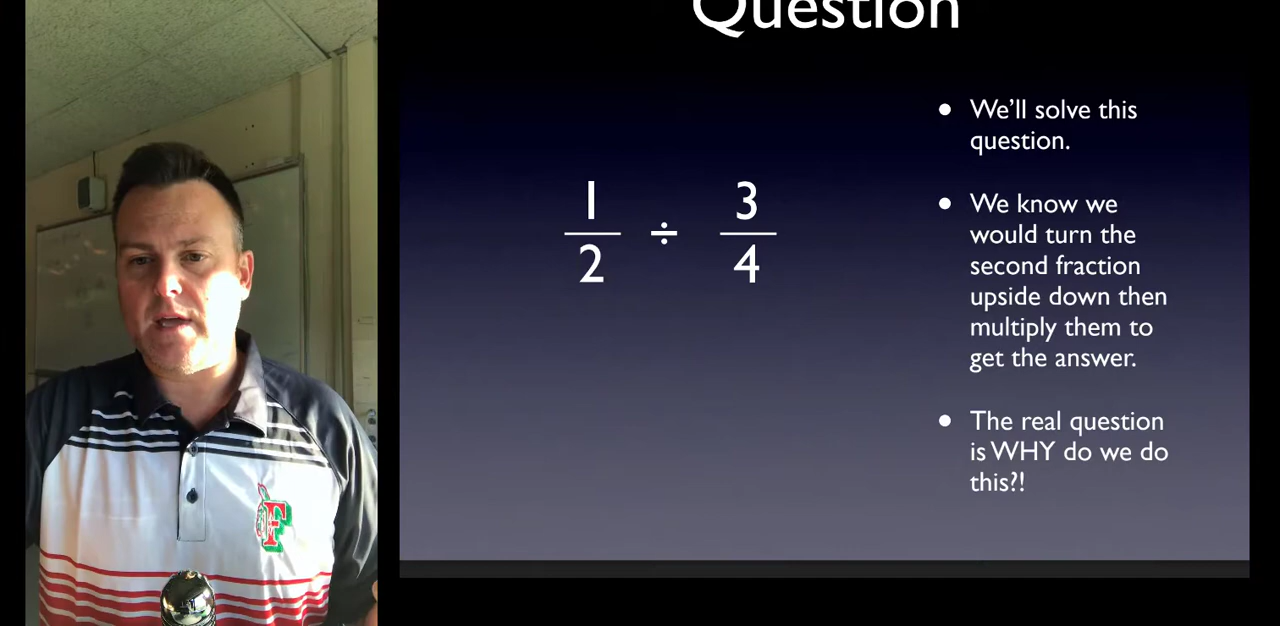 Question
1
2
÷
3
4
• We'll solve this
question.
• We know we
would turn the
second fraction
upside down then
multiply them to
get the answer.
• The real question
is WHY do we do
this?!
F